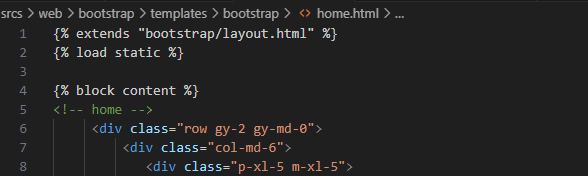 srcs > web > bootstrap > templates > bootstrap > <> home.html > ...
1 {% extends "bootstrap/layout.html" %}
2 {% load static %}
3
4 {% block content %}
5 <!-- home -->
6 <div class="row gy-2 gy-md-0">
7 <div class="col-md-6">
8 <div class="p-xl-5 m-xl-5">